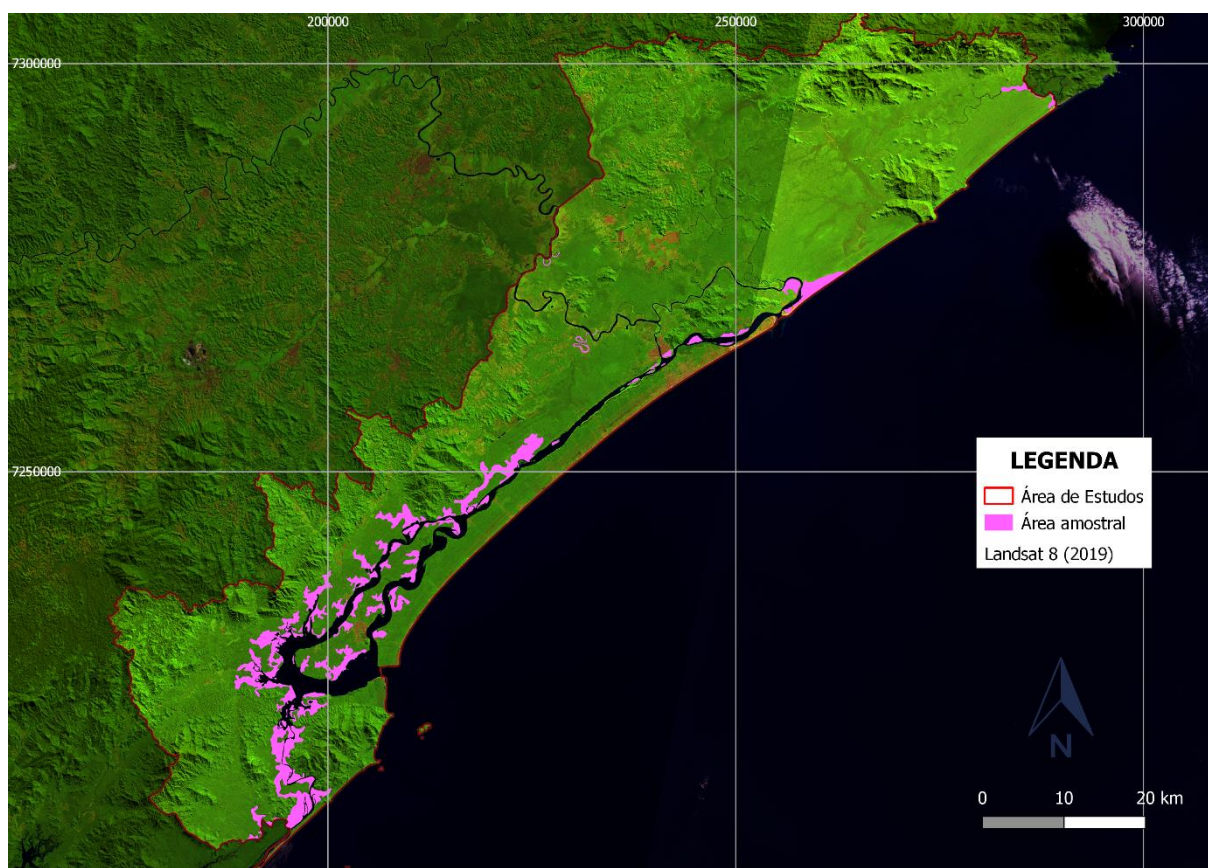 200000
250000
300000
7300000
7250000
LEGENDA
Área de Estudos
Área amostral
Landsat 8 (2019)
N
0 10 20 km